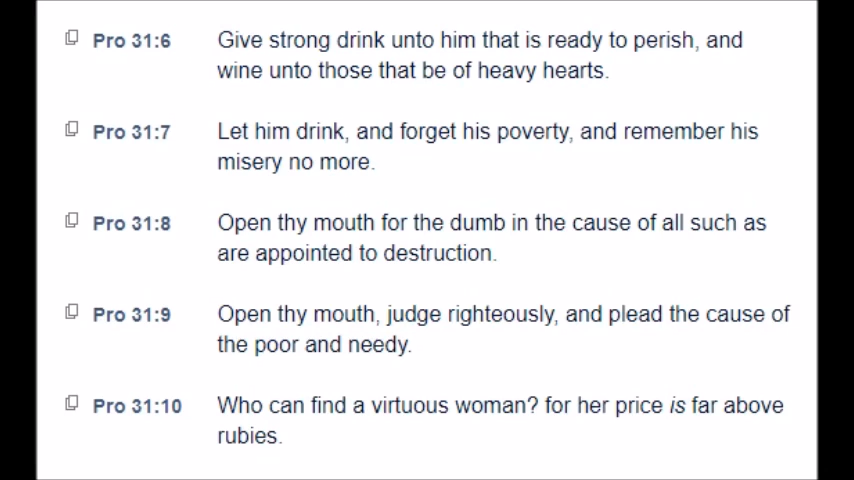 Pro 31:6 Give strong drink unto him that is ready to perish, and
wine unto those that be of heavy hearts.
Pro 31:7 Let him drink, and forget his poverty, and remember his
misery no more.
Pro 31:8 Open thy mouth for the dumb in the cause of all such as
are appointed to destruction.
Pro 31:9 Open thy mouth, judge righteously, and plead the cause of
the poor and needy.
Pro 31:10 Who can find a virtuous woman? for her price is far above
rubies.